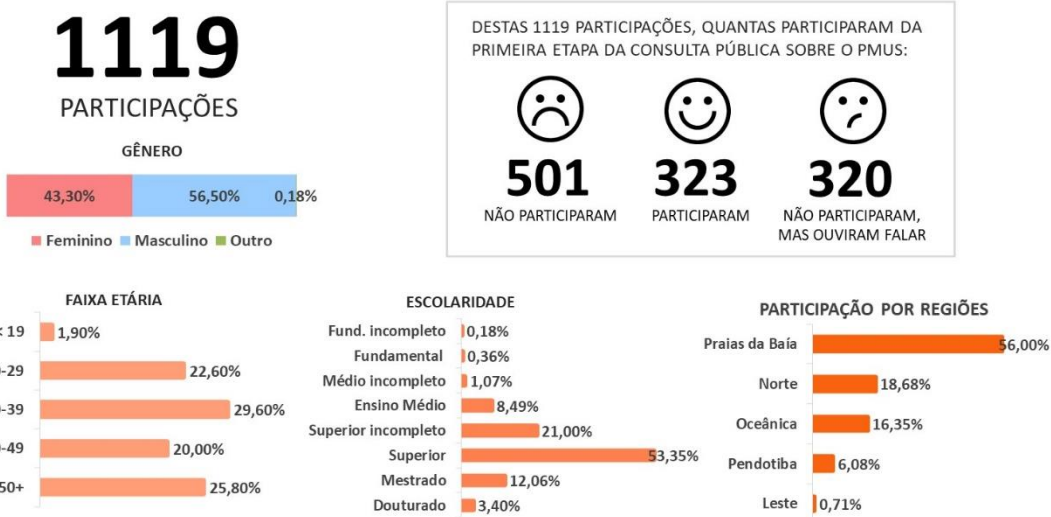 1119
PARTICIPAÇÕES
GÊNERO
43,30% 56,50% 0,18%
Feminino Masculino Outro
DESTAS 1119 PARTICIPAÇÕES, QUANTAS PARTICIPARAM DA
PRIMEIRA ETAPA DA CONSULTA PÚBLICA SOBRE O PMUS:
501
NÃO PARTICIPARAM
323
PARTICIPARAM
320
NÃO PARTICIPARAM,
MAS OUVIRAM FALAR
FAIXA ETÁRIA
< 19 1,90%
-29 22,60%
-39 29,60%
-49 20,00%
50+ 25,80%
ESCOLARIDADE
Fund. incompleto 0,18%
Fundamental 0,36%
Médio incompleto 1,07%
Ensino Médio 8,49%
Superior incompleto 21,00%
Superior 53,35%
Mestrado 12,06%
Douturado 3,40%
PARTICIPAÇÃO POR REGIÕES
Praias da Baía 56,00%
Norte 18,68%
Oceânica 16,35%
Pendotiba 6,08%
Leste 0,71%